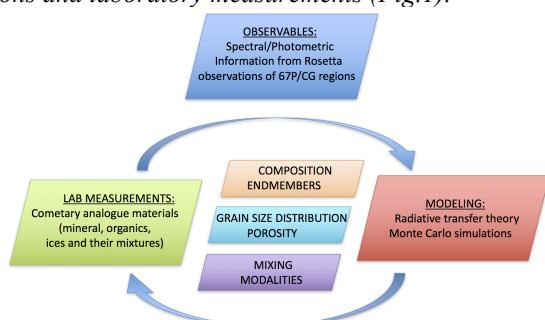 ons and laboratory measurements (Fig.1).
OBSERVABLES:
Spectral/Photometric
Information from Rosetta
observations of 67P/CG regions
COMPOSITION
ENDMEMBERS
LAB MEASUREMENTS:
Cometary analogue materials
(mineral, organics,
ices and their mixtures)
GRAIN SIZE DISTRIBUTION
POROSITY
MODELING:
Radiative transfer theory
Monte Carlo simulations
MIXING
MODALITIES